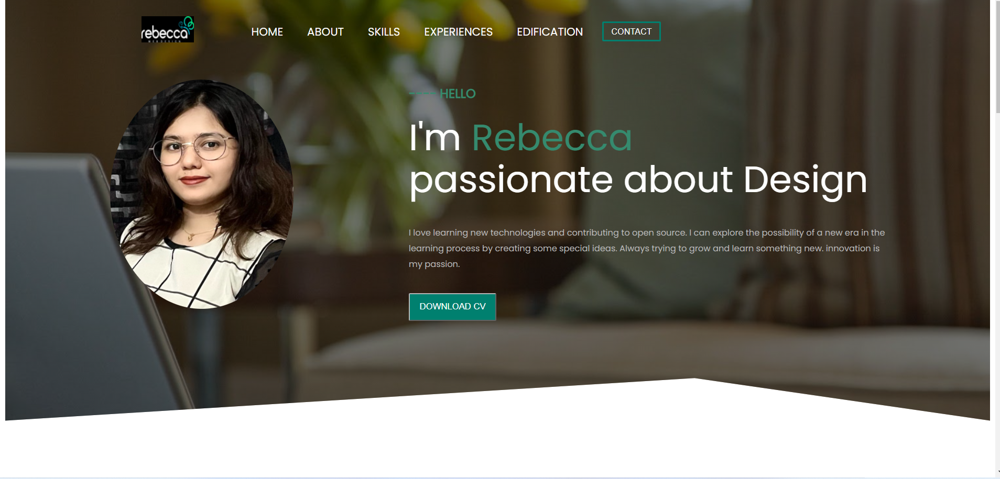 rebecca
WEB DESIGN
HOME ABOUT SKILLS EXPERIENCES EDIFICATION CONTACT
---- HELLO
I'm Rebecca
passionate about Design
I love learning new technologies and contributing to open source. I can explore the possibility of a new era in the
learning process by creating some special ideas. Always trying to grow and learn something new. innovation is
my passion.
DOWNLOAD CV